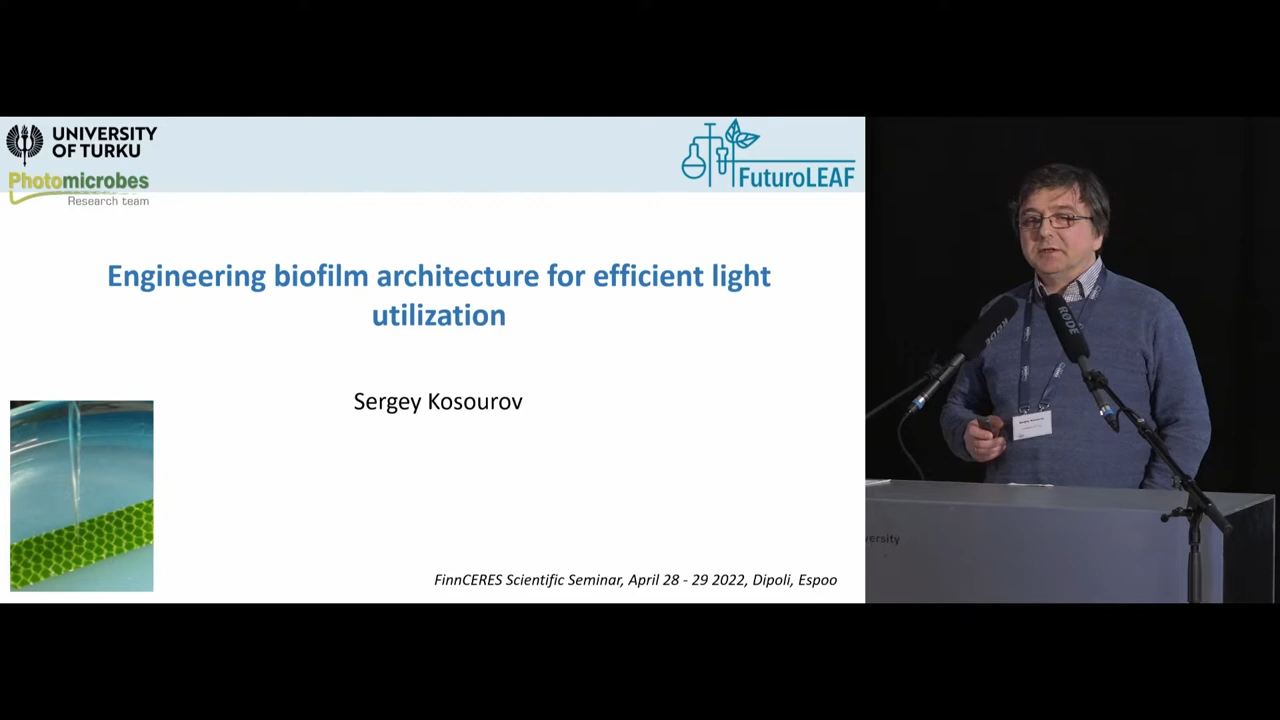 UNIVERSITY
OF TURKU
Photomicrobes
Research team
FuturoLEAF
Engineering biofilm architecture for efficient light
utilization
Sergey Kosourov
FinnCERES Scientific Seminar, April 28 - 29 2022, Dipoli, Espoo
RØDE
RØDE
versity